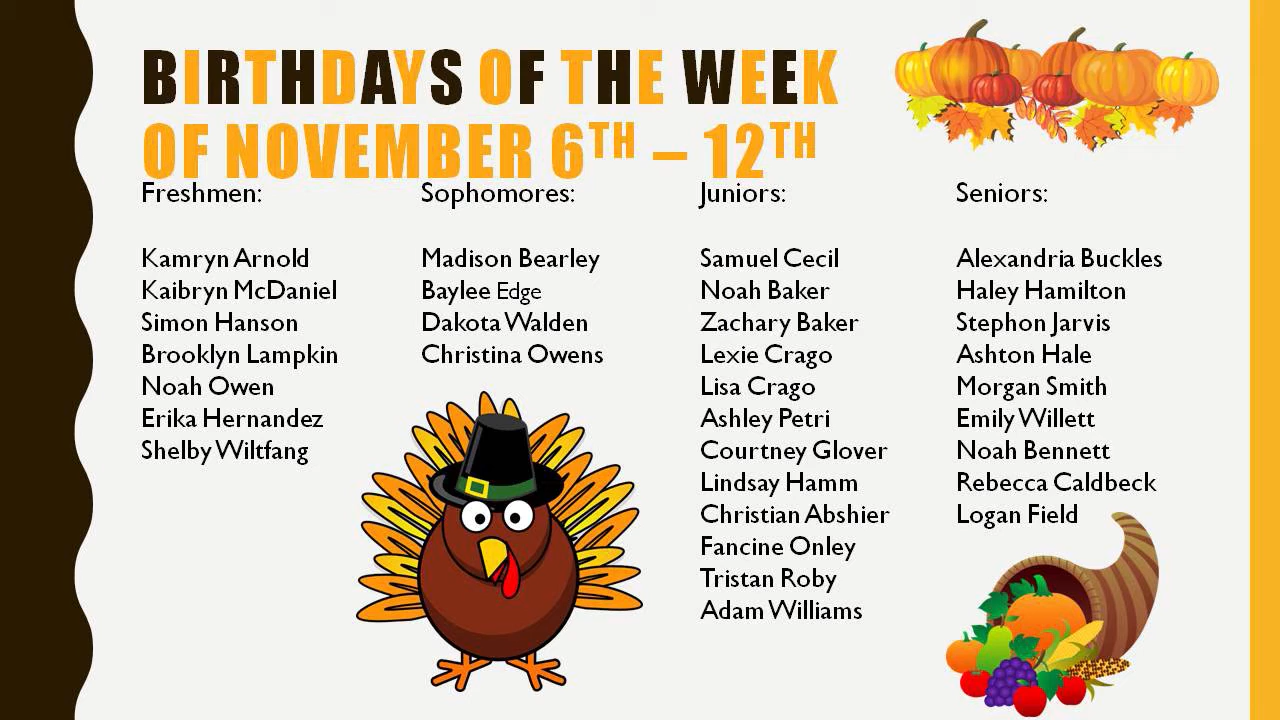 BIRTHDAYS OF THE WEEK
OF NOVEMBER 6TH – 12TH
Freshmen:
Kamryn Arnold
Kaibryn McDaniel
Simon Hanson
Brooklyn Lampkin
Noah Owen
Erika Hernandez
Shelby Wiltfang
Sophomores:
Madison Bearley
Baylee Edge
Dakota Walden
Christina Owens
Juniors:
Samuel Cecil
Noah Baker
Zachary Baker
Lexie Crago
Lisa Crago
Ashley Petri
Courtney Glover
Lindsay Hamm
Christian Abshier
Fancine Onley
Tristan Roby
Adam Williams
Seniors:
Alexandria Buckles
Haley Hamilton
Stephon Jarvis
Ashton Hale
Morgan Smith
Emily Willett
Noah Bennett
Rebecca Caldbeck
Logan Field